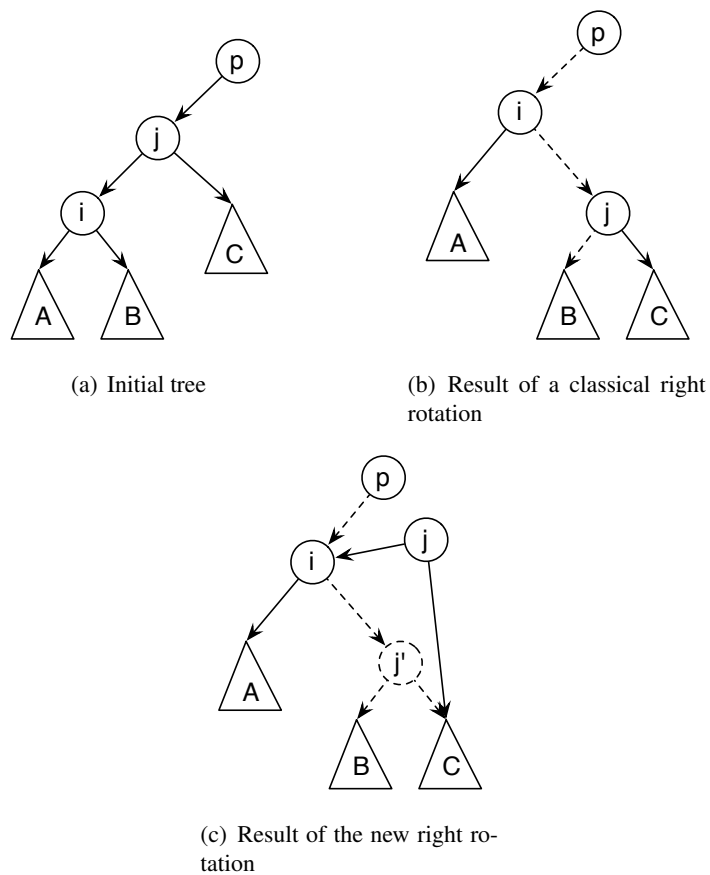 p
j
i
C
A
B
(a) Initial tree
p
i
A
j
B
C
(b) Result of a classical right
rotation
p
j
i
j'
A
B
C
(c) Result of the new right ro-
tation